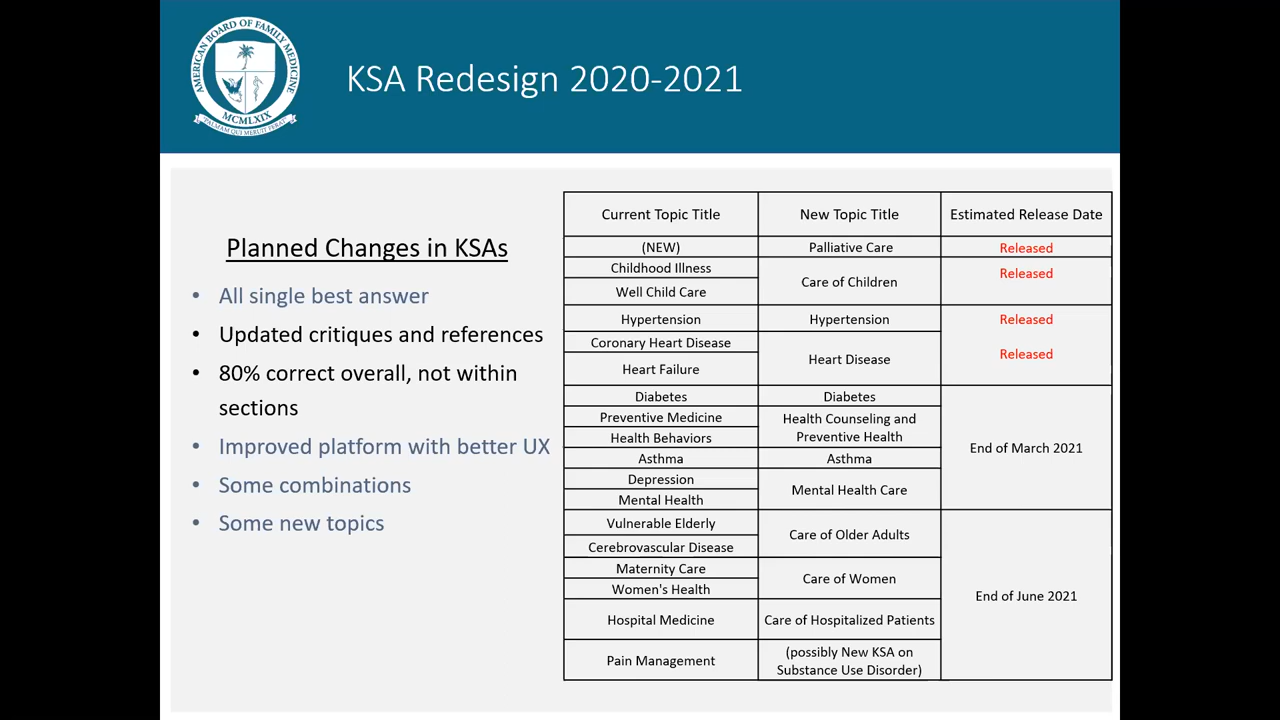 AMERICAN BOARD OF FAMILY MEDICINE
MCMLXIX
PALMAM QUI MERUIT FERAT
KSA Redesign 2020-2021
Planned Changes in KSAs
• All single best answer
• Updated critiques and references
• 80% correct overall, not within
sections
• Improved platform with better UX
• Some combinations
• Some new topics
Current Topic Title New Topic Title Estimated Release Date
(NEW) Palliative Care Released
Childhood Illness
Well Child Care
Care of Children
Released
Hypertension Hypertension Released
Coronary Heart Disease
Heart Failure
Heart Disease
Released
Diabetes Diabetes
Preventive Medicine
Health Behaviors
Health Counseling and
Preventive Health
Asthma Asthma
Depression
Mental Health
Mental Health Care
End of March 2021
Vulnerable Elderly
Cerebrovascular Disease
Care of Older Adults
Maternity Care
Women's Health
Care of Women
Hospital Medicine Care of Hospitalized Patients
Pain Management
(possibly New KSA on
Substance Use Disorder)
End of June 2021